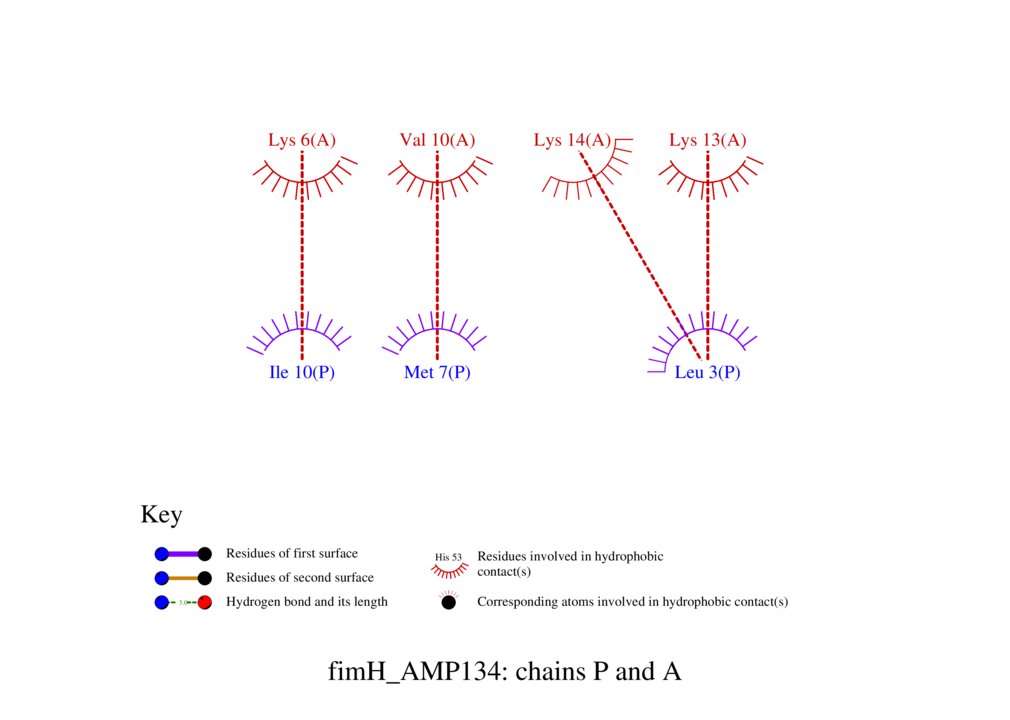 Lys 6(A) Val 10(A) Lys 14(A) Lys 13(A)
Ile 10(P) Met 7(P) Leu 3(P)
Key
Residues of first surface
Residues of second surface
3.0
Hydrogen bond and its length
His 53
Residues involved in hydrophobic
contact(s)
Corresponding atoms involved in hydrophobic contact(s)
fimH_AMP134: chains P and A